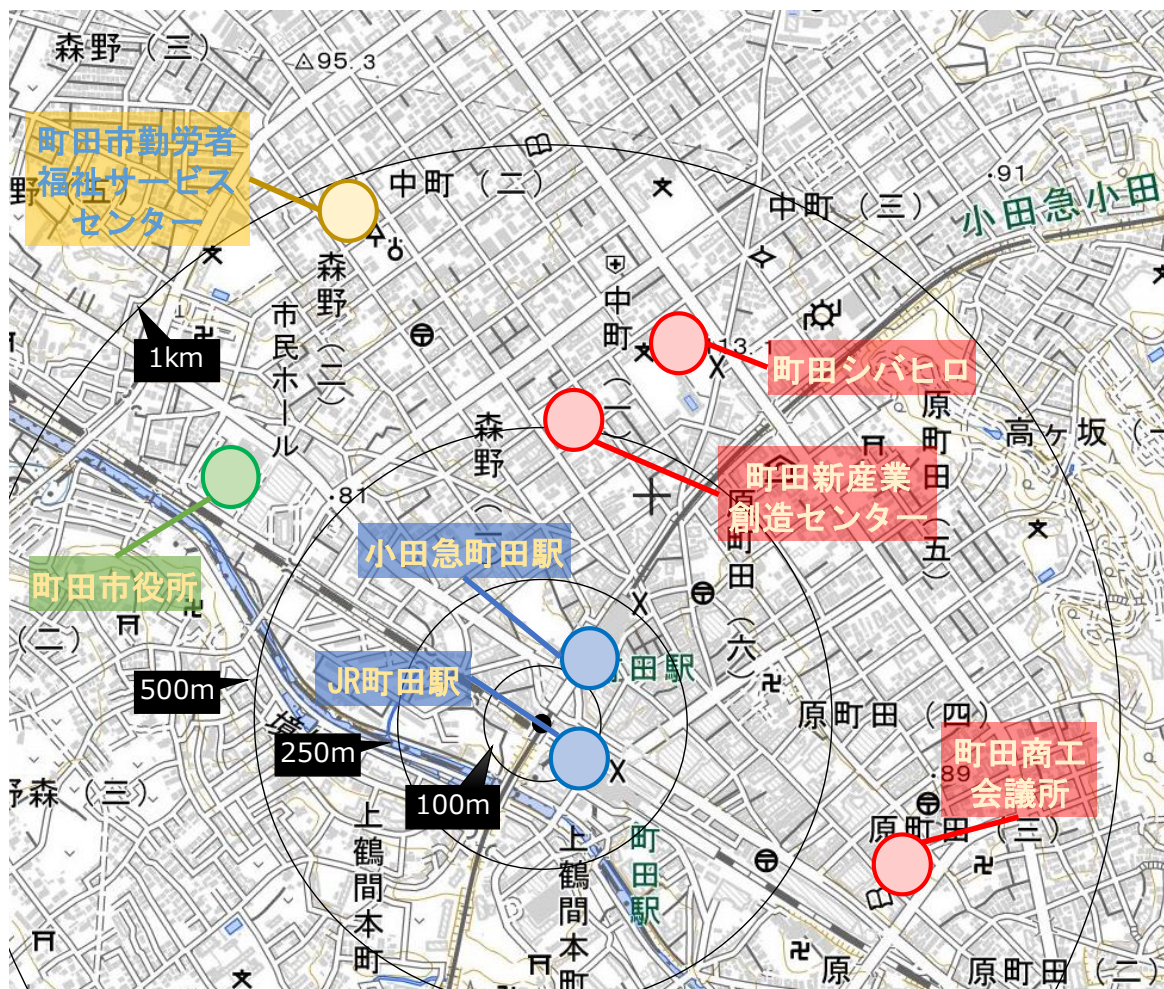 森野（三）
95.3
町田市勤労者
福祉サービス
センター
野（五）
中町（二）
中町（三）
91
小田急小田
森野（二）
市民ホール
1km
中町（一）
13.1
町田シバヒロ
原町田（五）
高ヶ坂（一
森野（一）
81
町田新産業
創造センター
原町田（六）
小田急町田駅
町田市役所
（二）
田駅
JR町田駅
500m
境
250m
100m
原町田（四）
町田商工
会議所
89
野森（三）
原町田（三）
上鶴間本町
上鶴間本町
町田駅
原
原町田（二）